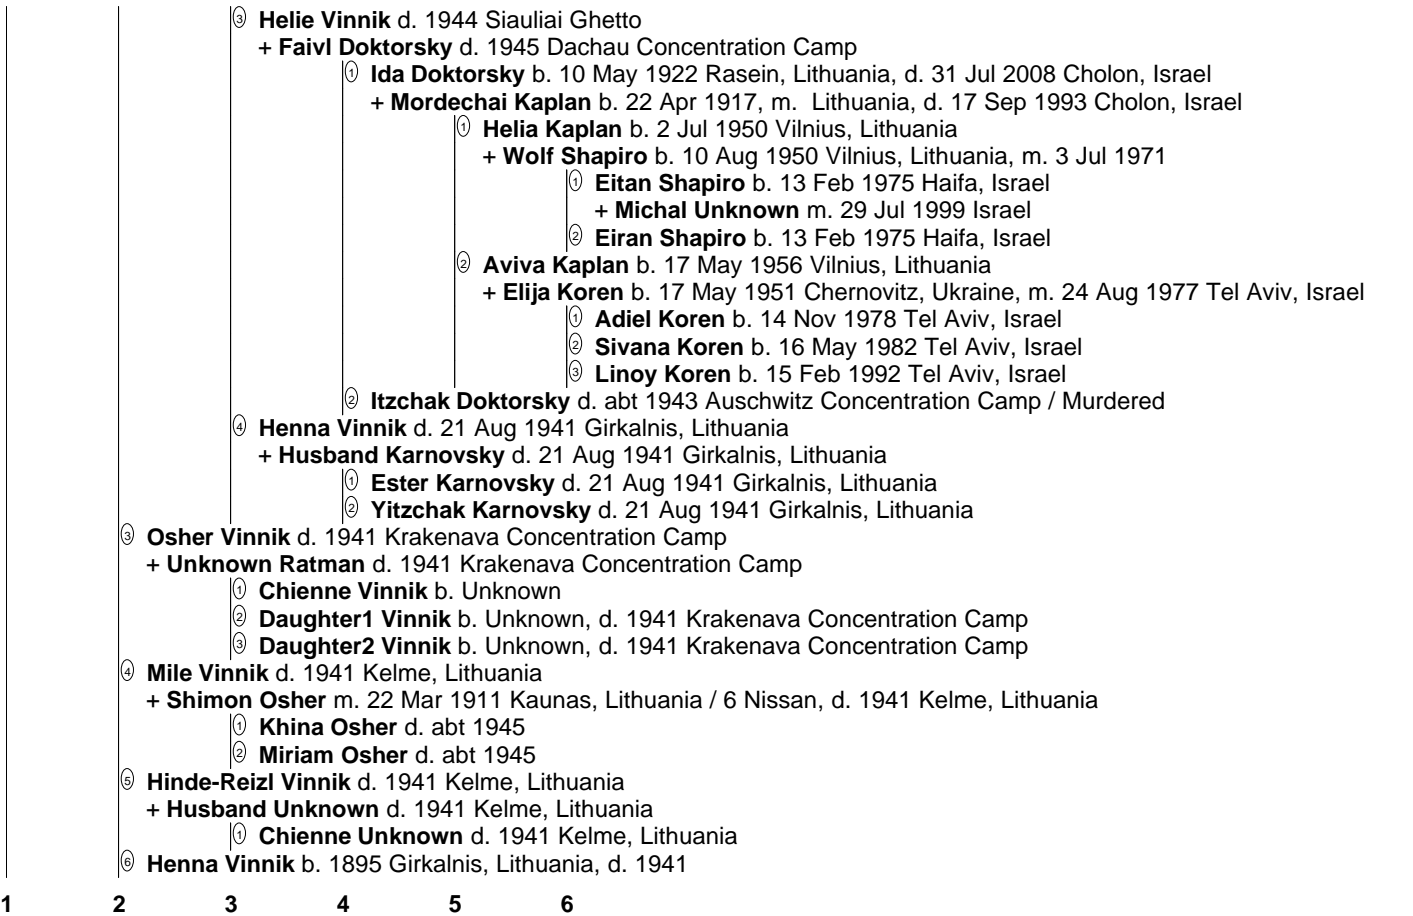 3 Helie Vinnik d. 1944 Siauliai Ghetto
+ Faivl Doktorsky d. 1945 Dachau Concentration Camp
1 Ida Doktorsky b. 10 May 1922 Rasein, Lithuania, d. 31 Jul 2008 Cholon, Israel
+ Mordechai Kaplan b. 22 Apr 1917, m. Lithuania, d. 17 Sep 1993 Cholon, Israel
1 Helia Kaplan b. 2 Jul 1950 Vilnius, Lithuania
+ Wolf Shapiro b. 10 Aug 1950 Vilnius, Lithuania, m. 3 Jul 1971
1 Eitan Shapiro b. 13 Feb 1975 Haifa, Israel
+ Michal Unknown m. 29 Jul 1999 Israel
2 Eiran Shapiro b. 13 Feb 1975 Haifa, Israel
2 Aviva Kaplan b. 17 May 1956 Vilnius, Lithuania
+ Elija Koren b. 17 May 1951 Chernovitz, Ukraine, m. 24 Aug 1977 Tel Aviv, Israel
1 Adiel Koren b. 14 Nov 1978 Tel Aviv, Israel
2 Sivana Koren b. 16 May 1982 Tel Aviv, Israel
3 Linoy Koren b. 15 Feb 1992 Tel Aviv, Israel
2 Itzchak Doktorsky d. abt 1943 Auschwitz Concentration Camp / Murdered
4 Henna Vinnik d. 21 Aug 1941 Girkalnis, Lithuania
+ Husband Karnovsky d. 21 Aug 1941 Girkalnis, Lithuania
1 Ester Karnovsky d. 21 Aug 1941 Girkalnis, Lithuania
2 Yitzchak Karnovsky d. 21 Aug 1941 Girkalnis, Lithuania
3 Osher Vinnik d. 1941 Krakenava Concentration Camp
+ Unknown Ratman d. 1941 Krakenava Concentration Camp
1 Chienne Vinnik b. Unknown
2 Daughter1 Vinnik b. Unknown, d. 1941 Krakenava Concentration Camp
3 Daughter2 Vinnik b. Unknown, d. 1941 Krakenava Concentration Camp
4 Mile Vinnik d. 1941 Kelme, Lithuania
+ Shimon Osher m. 22 Mar 1911 Kaunas, Lithuania / 6 Nissan, d. 1941 Kelme, Lithuania
1 Khina Osher d. abt 1945
2 Miriam Osher d. abt 1945
5 Hinde-Reizl Vinnik d. 1941 Kelme, Lithuania
+ Husband Unknown d. 1941 Kelme, Lithuania
1 Chienne Unknown d. 1941 Kelme, Lithuania
6 Henna Vinnik b. 1895 Girkalnis, Lithuania, d. 1941
1 2 3 4 5 6